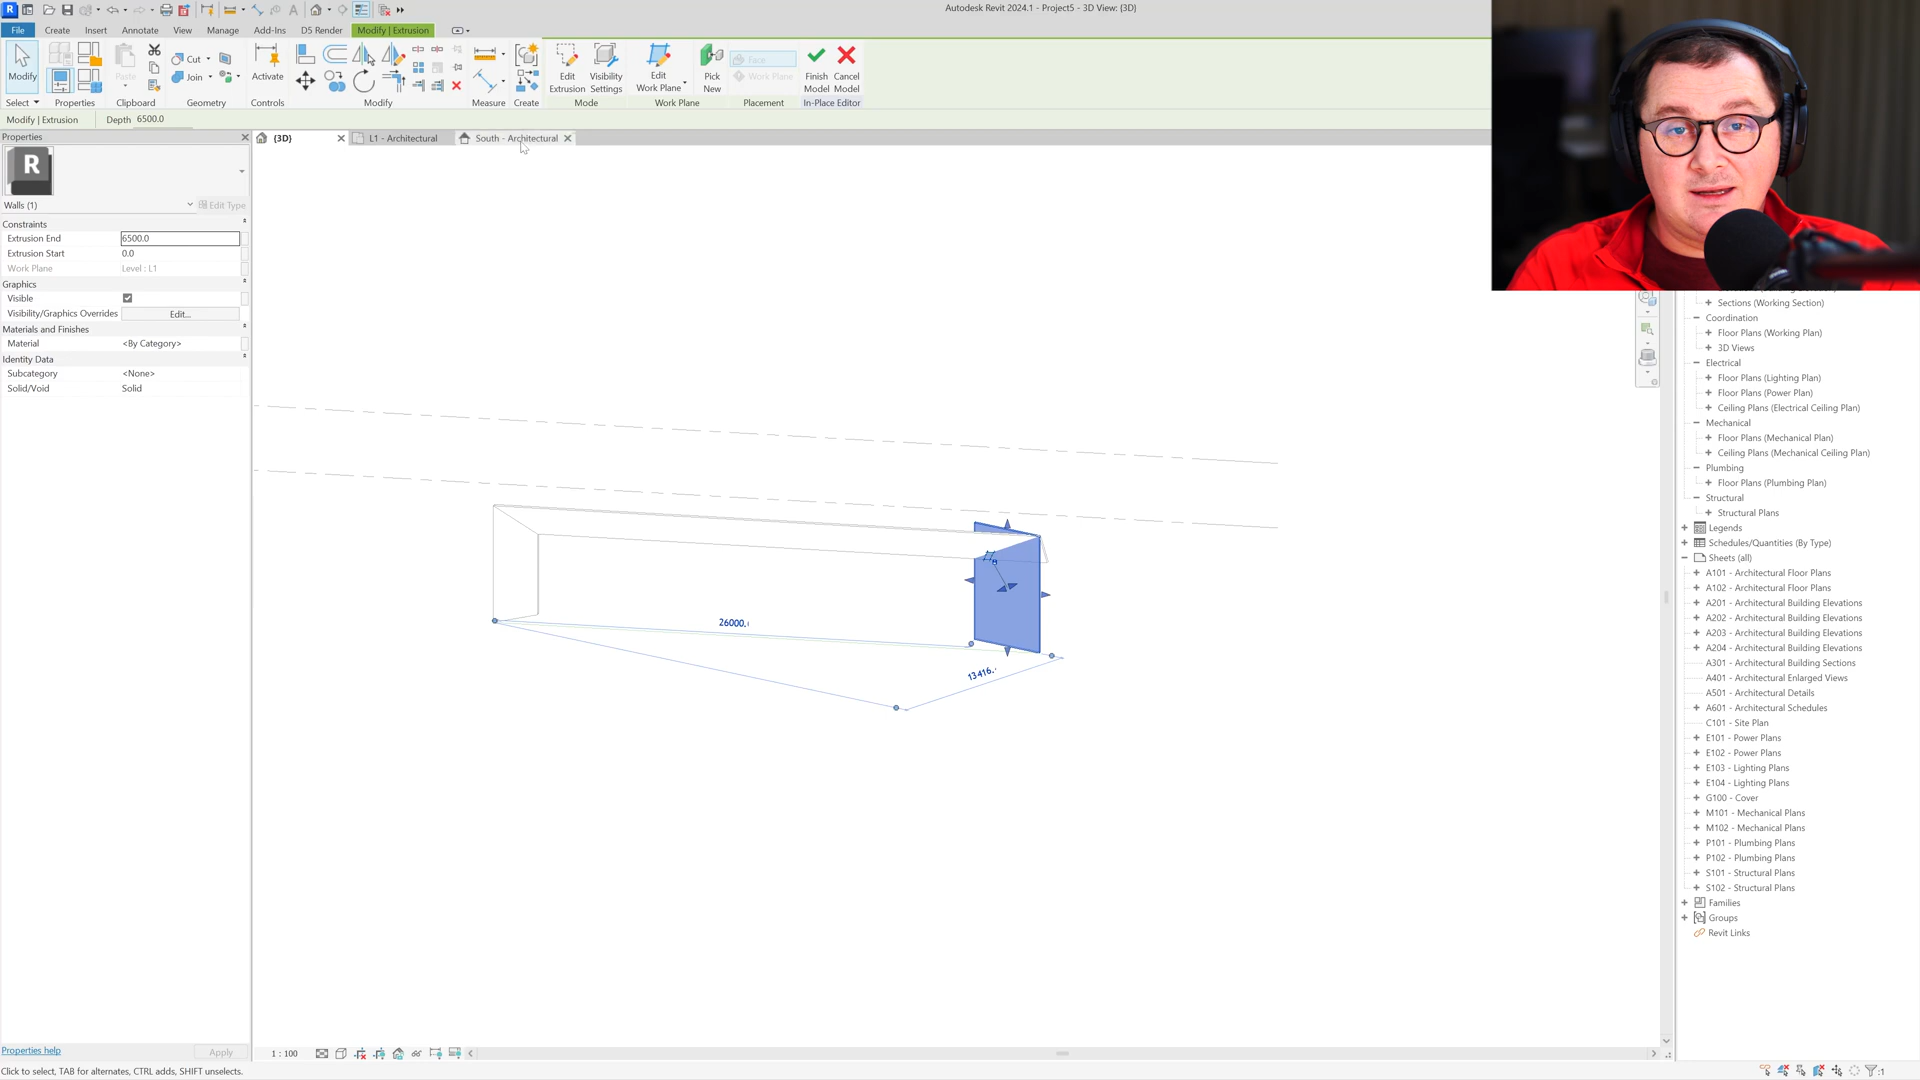 Autodesk Revit 2024.1 - Project5 - 3D View: {3D}
File Create Insert Annotate View Manage Add-Ins D5 Render Modify | Extrusion
Modify
Paste
Cut
Join
Activate
Edit Extrusion
Visibility Settings
Edit Work Plane
Pick New
Face
Work Plane
Finish Model
Cancel Model
Select Properties Clipboard Geometry Controls Modify Measure Create Mode Work Plane Placement In-Place Editor
Modify | Extrusion Depth 6500.0
Properties
{3D} L1 - Architectural South - Architectural
R
Walls (1) Edit Type
Constraints
Extrusion End 6500.0
Extrusion Start 0.0
Work Plane Level : L1
Graphics
Visible
Visibility/Graphics Overrides Edit...
Materials and Finishes
Material <By Category>
Identity Data
Subcategory <None>
Solid/Void Solid
26000.
13416.
Sections (Working Section)
Coordination
Floor Plans (Working Plan)
3D Views
Electrical
Floor Plans (Lighting Plan)
Floor Plans (Power Plan)
Ceiling Plans (Electrical Ceiling Plan)
Mechanical
Floor Plans (Mechanical Plan)
Ceiling Plans (Mechanical Ceiling Plan)
Plumbing
Floor Plans (Plumbing Plan)
Structural
Structural Plans
Legends
Schedules/Quantities (By Type)
Sheets (all)
A101 - Architectural Floor Plans
A102 - Architectural Floor Plans
A201 - Architectural Building Elevations
A202 - Architectural Building Elevations
A203 - Architectural Building Elevations
A204 - Architectural Building Elevations
A301 - Architectural Building Sections
A401 - Architectural Enlarged Views
A501 - Architectural Details
A601 - Architectural Schedules
C101 - Site Plan
E101 - Power Plans
E102 - Power Plans
E103 - Lighting Plans
E104 - Lighting Plans
G100 - Cover
M101 - Mechanical Plans
M102 - Mechanical Plans
P101 - Plumbing Plans
P102 - Plumbing Plans
S101 - Structural Plans
S102 - Structural Plans
Families
Groups
Revit Links
Properties help Apply
1 : 100
Click to select, TAB for alternates, CTRL adds, SHIFT unselects.
:1